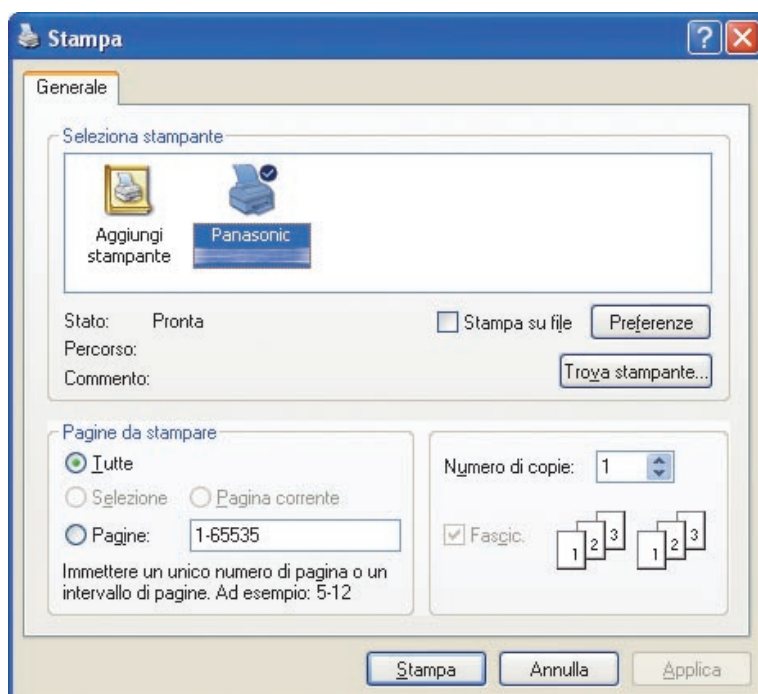 Stampa
Generale
Seleziona stampante
Aggiungi
stampante
Panasonic
Stato: Pronta
Percorso:
Commento:
Stampa su file
Preferenze
Trova stampante...
Pagine da stampare
Tutte
Selezione Pagina corrente
Pagine: 1-65535
Immettere un unico numero di pagina o un
intervallo di pagine. Ad esempio: 5-12
Numero di copie: 1
Fascic.
1 2 3 1 2 3
Stampa Annulla Applica